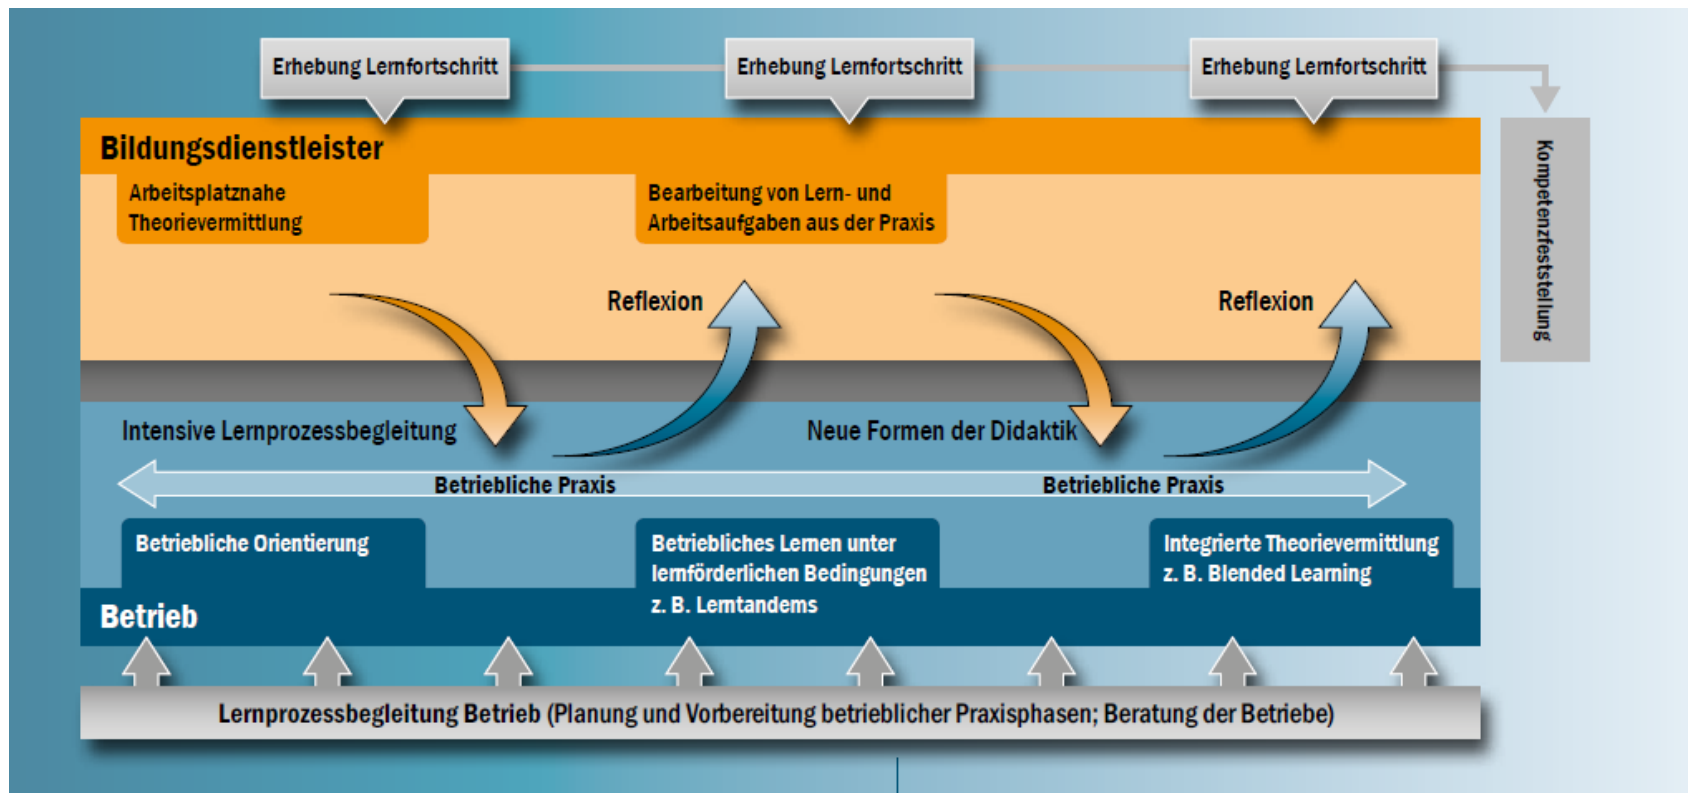 Erhebung Lernfortschritt
Erhebung Lernfortschritt
Erhebung Lernfortschritt
Bildungsdienstleister
Arbeitsplatznahe
Theorievermittlung
Bearbeitung von Lern- und
Arbeitsaufgaben aus der Praxis
Kompetenzfeststellung
Reflexion
Reflexion
Intensive Lernprozessbegleitung
Neue Formen der Didaktik
Betriebliche Praxis
Betriebliche Praxis
Betriebliche Orientierung
Betriebliches Lernen unter
lernförderlichen Bedingungen
z. B. Lerntandems
Integrierte Theorievermittlung
z. B. Blended Learning
Betrieb
Lernprozessbegleitung Betrieb (Planung und Vorbereitung betrieblicher Praxisphasen; Beratung der Betriebe)